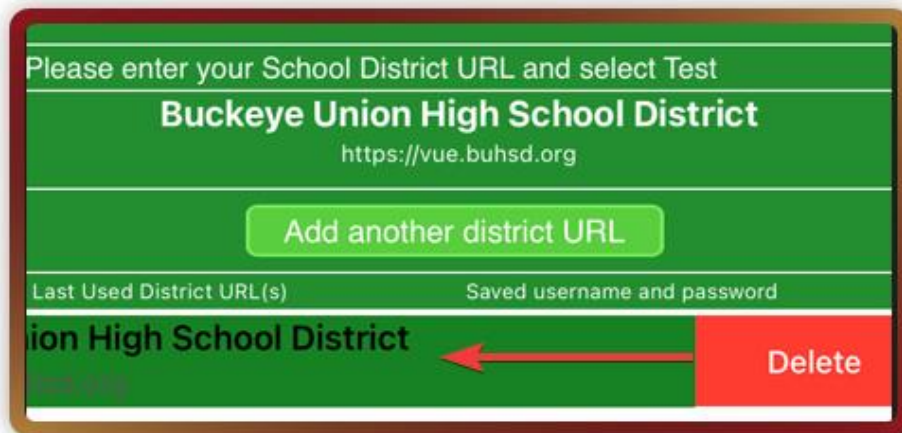 Please enter your School District URL and select Test
Buckeye Union High School District
https://vue.buhsd.org
Add another district URL
Last Used District URL(s) Saved username and password
ion High School District
Delete